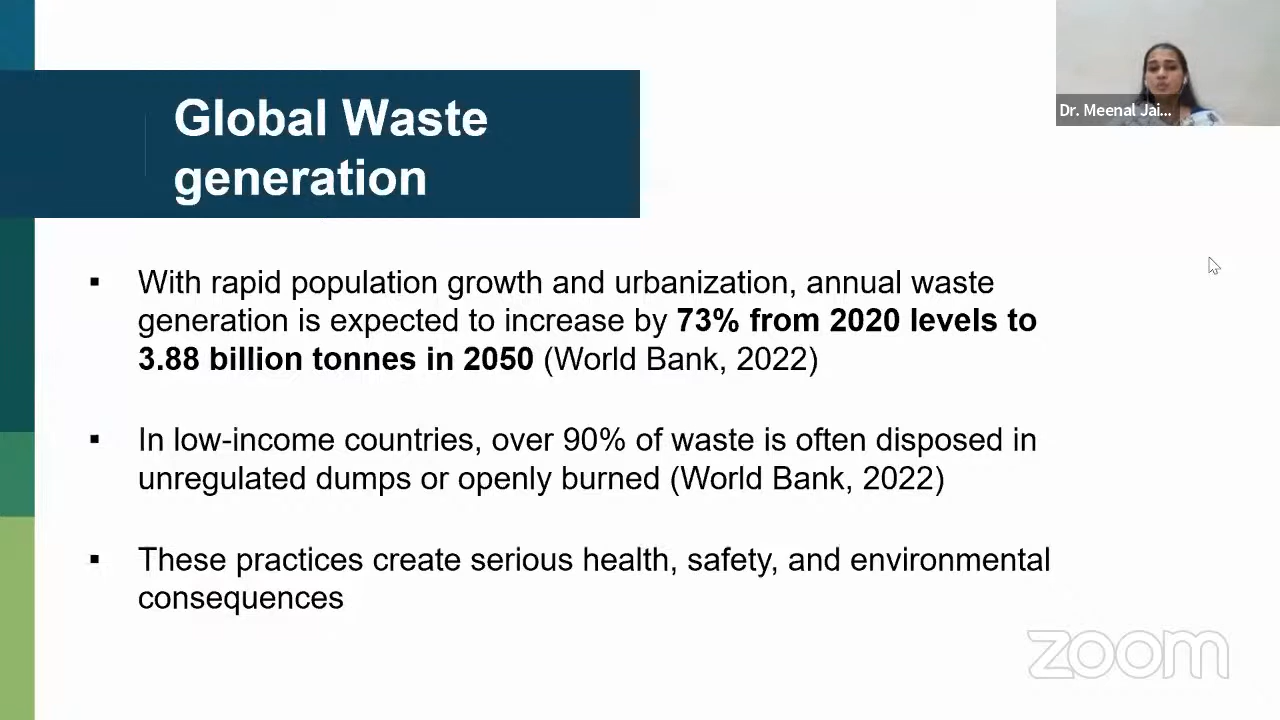 Global Waste
generation
Dr. Meenal Jai...
▪ With rapid population growth and urbanization, annual waste
generation is expected to increase by 73% from 2020 levels to
3.88 billion tonnes in 2050 (World Bank, 2022)
▪ In low-income countries, over 90% of waste is often disposed in
unregulated dumps or openly burned (World Bank, 2022)
▪ These practices create serious health, safety, and environmental
consequences
zoom